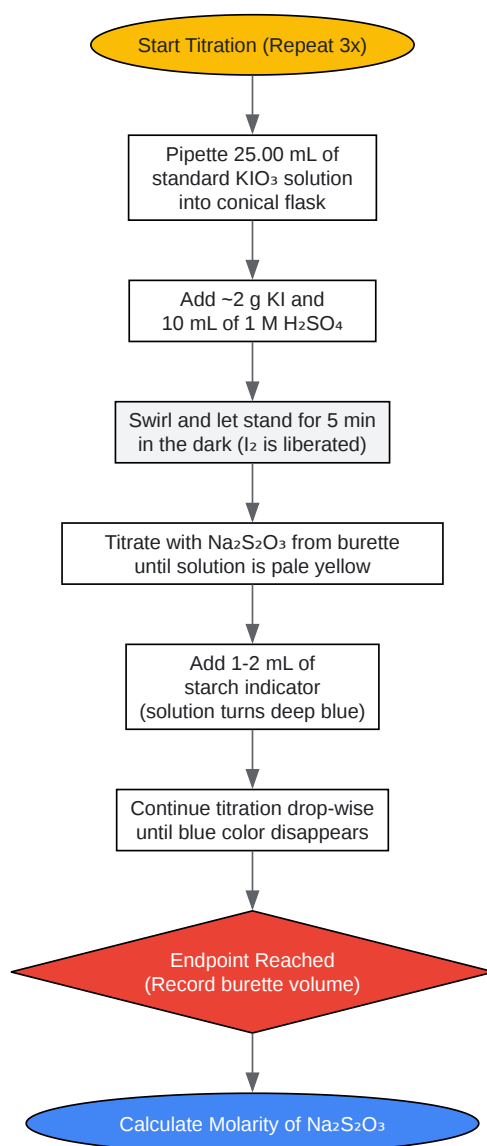 Start Titration (Repeat 3x)
Pipette 25.00 mL of
standard KIO₃ solution
into conical flask
Add ~2 g KI and
10 mL of 1 M H₂SO₄
Swirl and let stand for 5 min
in the dark (I₂ is liberated)
Titrate with Na₂S₂O₃ from burette
until solution is pale yellow
Add 1-2 mL of
starch indicator
(solution turns deep blue)
Continue titration drop-wise
until blue color disappears
Endpoint Reached
(Record burette volume)
Calculate Molarity of Na₂S₂O₃